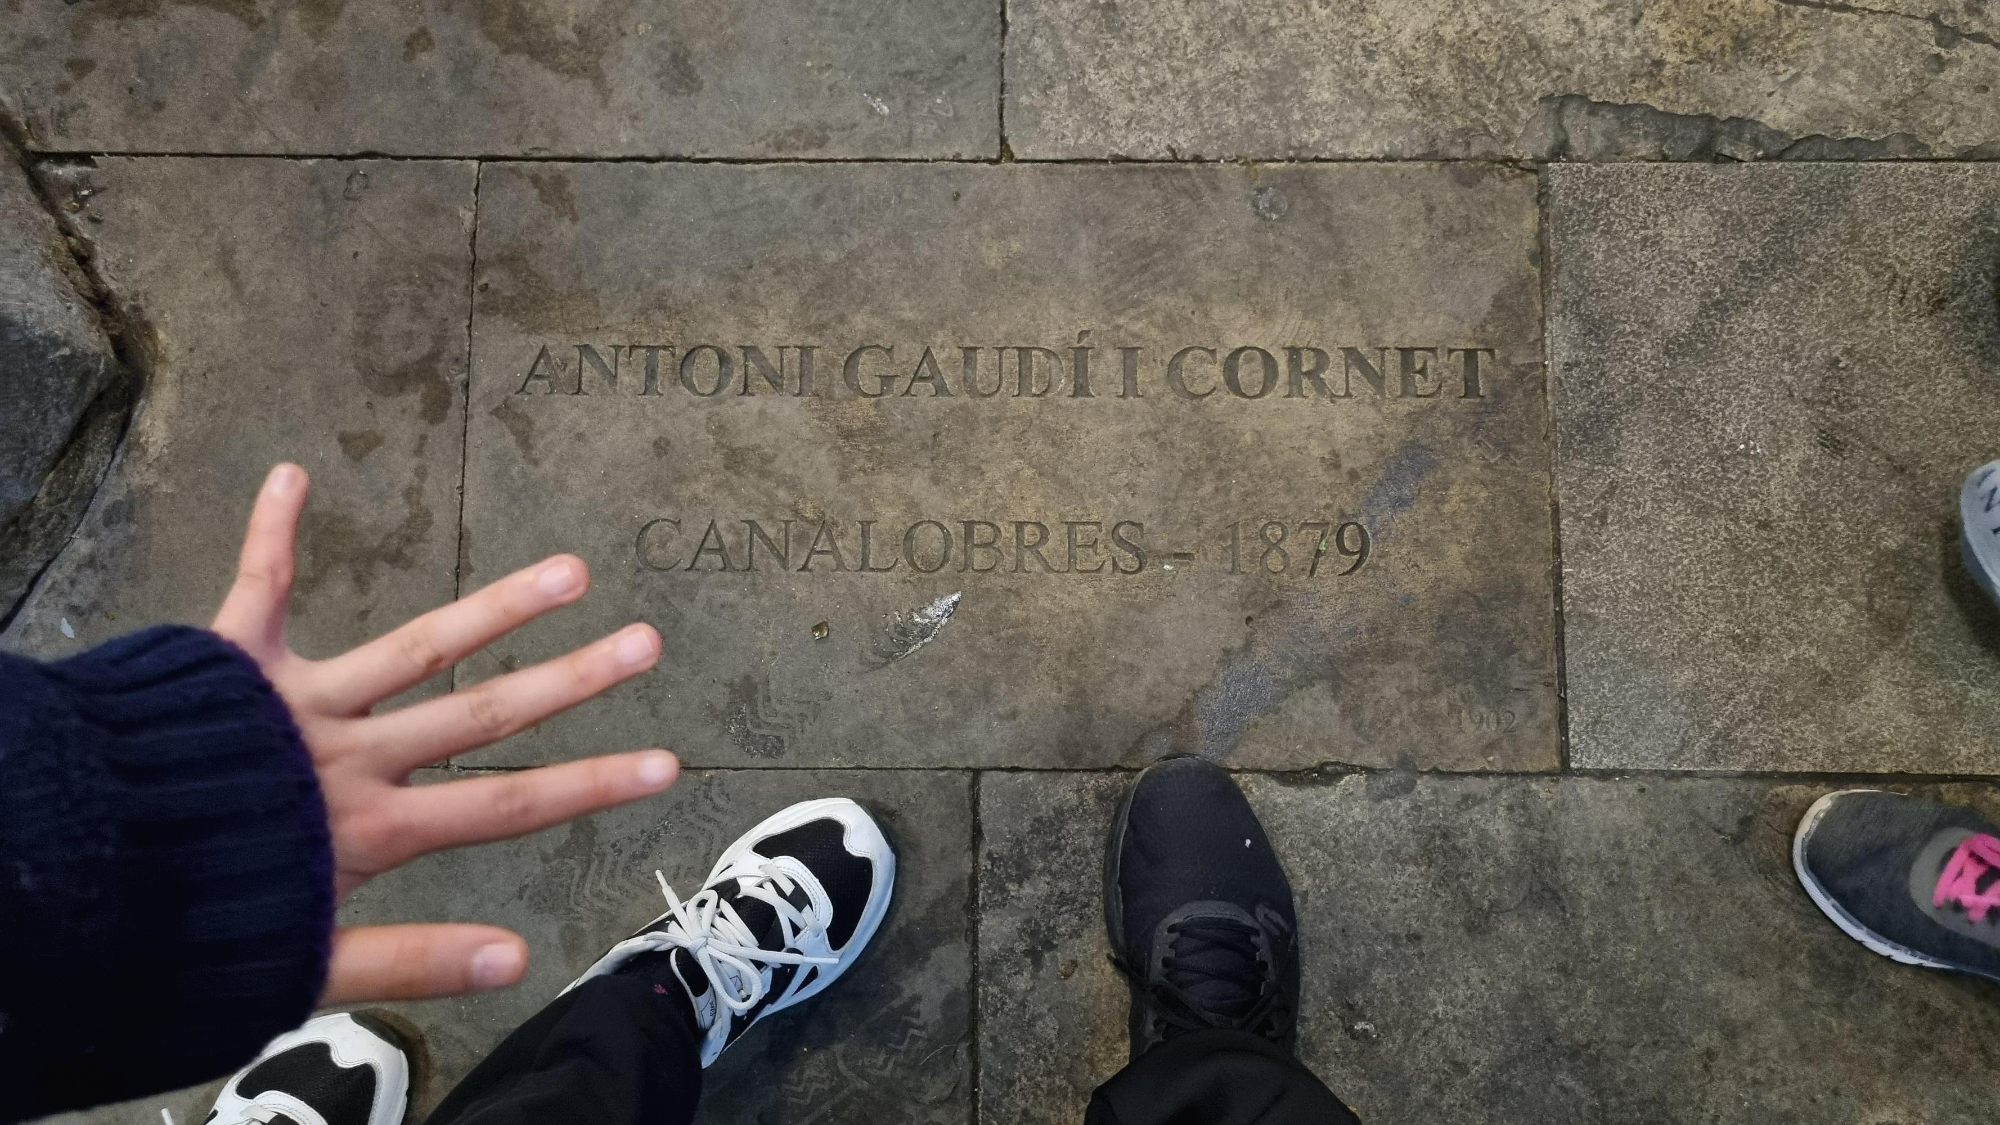 ANTONI GAUDÍ I CORNET
CANALOBRES - 1879
1902